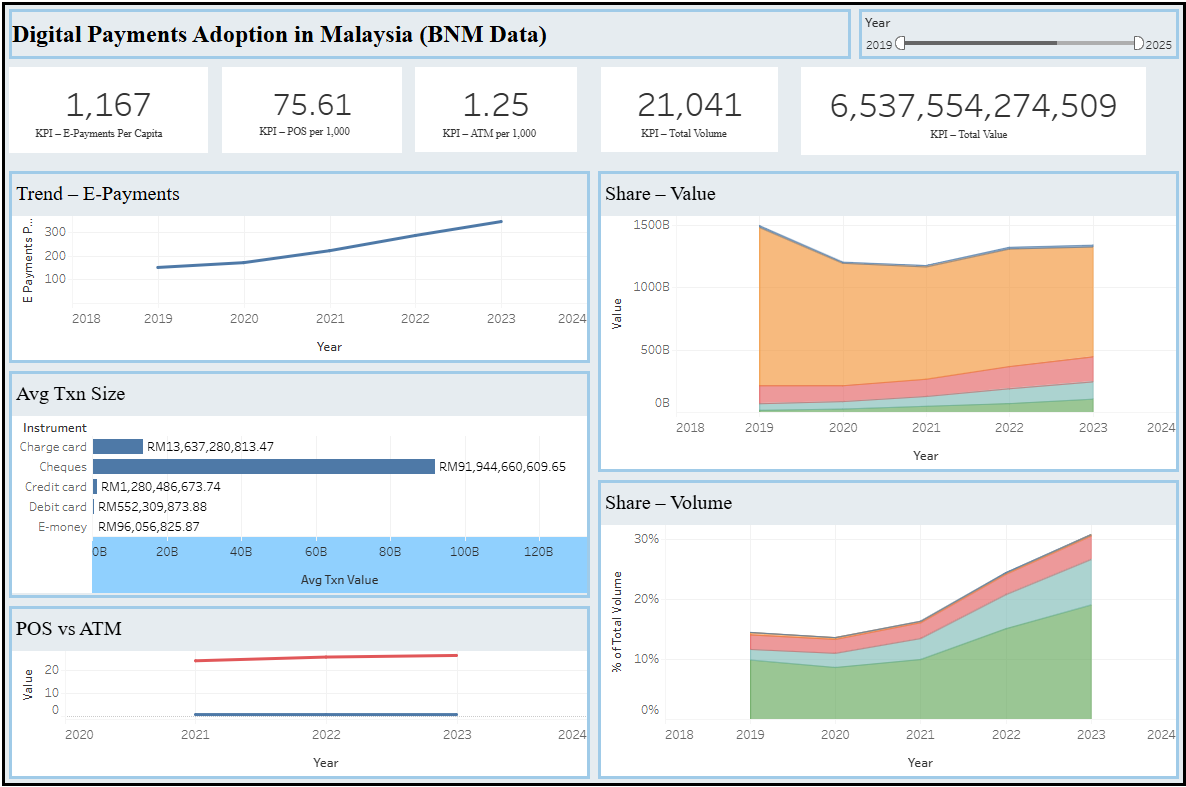 Digital Payments Adoption in Malaysia (BNM Data)
Year
2019
2025
1,167
KPI – E-Payments Per Capita
75.61
KPI – POS per 1,000
1.25
KPI – ATM per 1,000
21,041
KPI – Total Volume
6,537,554,274,509
KPI – Total Value
Trend – E-Payments
E Payments P...
300
200
100
2018 2019 2020 2021 2022 2023 2024
Year
Avg Txn Size
Instrument
Charge card RM13,637,280,813.47
Cheques RM91,944,660,609.65
Credit card RM1,280,486,673.74
Debit card RM552,309,873.88
E-money RM96,056,825.87
0B 20B 40B 60B 80B 100B 120B
Avg Txn Value
POS vs ATM
Value
20
10
0
2020 2021 2022 2023 2024
Year
Share – Value
Value
1500B
1000B
500B
0B
2018 2019 2020 2021 2022 2023 2024
Year
Share – Volume
% of Total Volume
30%
20%
10%
0%
2018 2019 2020 2021 2022 2023 2024
Year